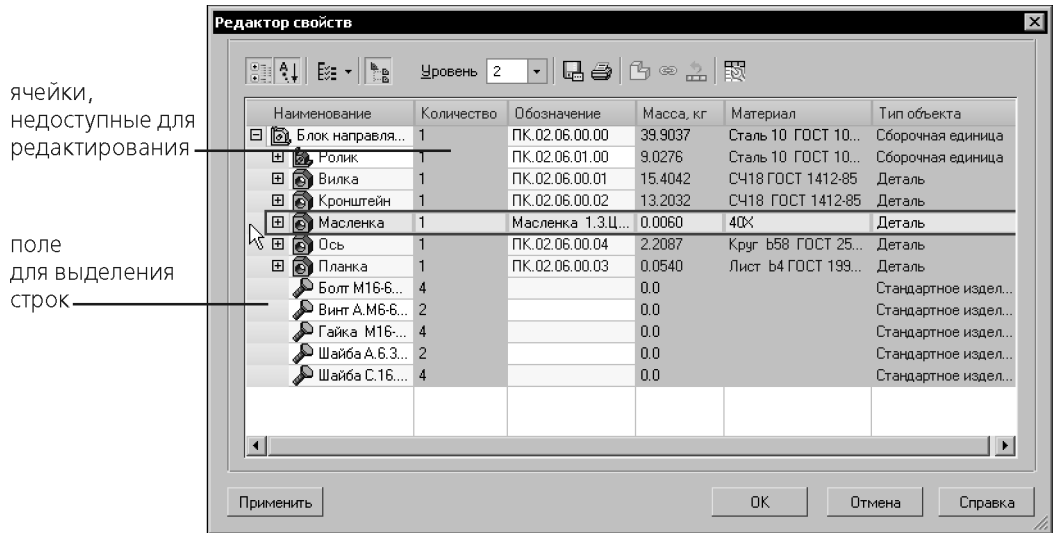 Редактор свойств
Уровень 2
ячейки,
недоступные для
редактирования
поле
для выделения
строк
Наименование Количество Обозначение Масса, кг Материал Тип объекта
Блок направля... 1 ПК.02.06.00.00 39.9037 Сталь 10 ГОСТ 10... Сборочная единица
Ролик 1 ПК.02.06.01.00 9.0276 Сталь 10 ГОСТ 10... Сборочная единица
Вилка 1 ПК.02.06.00.01 15.4042 СЧ18 ГОСТ 1412-85 Деталь
Кронштейн 1 ПК.02.06.00.02 13.2032 СЧ18 ГОСТ 1412-85 Деталь
Масленка 1 Масленка 1.3.Ц... 0.0060 40Х Деталь
Ось 1 ПК.02.06.00.04 2.2087 Круг b58 ГОСТ 25... Деталь
Планка 1 ПК.02.06.00.03 0.0540 Лист b4 ГОСТ 199... Деталь
Болт М16-6... 4 0.0 Стандартное издел...
Винт А.М6-6... 2 0.0 Стандартное издел...
Гайка М16-... 4 0.0 Стандартное издел...
Шайба А.6.3... 2 0.0 Стандартное издел...
Шайба С.16.... 4 0.0 Стандартное издел...
Применить OK Отмена Справка